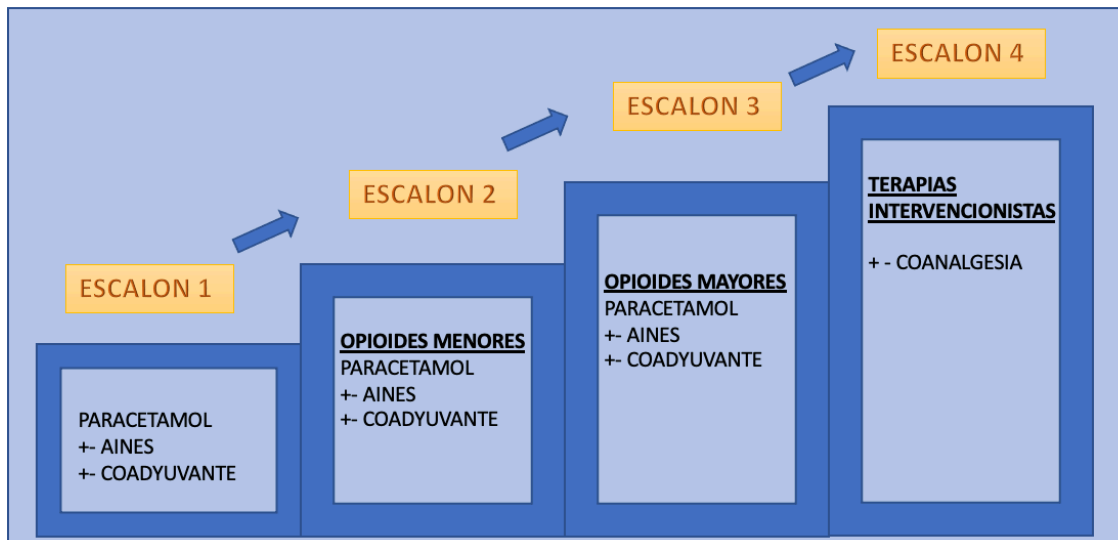 ESCALON 1
PARACETAMOL
+- AINES
+- COADYUVANTE
ESCALON 2
OPIOIDES MENORES
PARACETAMOL
+- AINES
+- COADYUVANTE
ESCALON 3
OPIOIDES MAYORES
PARACETAMOL
+- AINES
+- COADYUVANTE
ESCALON 4
TERAPIAS
INTERVENCIONISTAS
+ - COANALGESIA